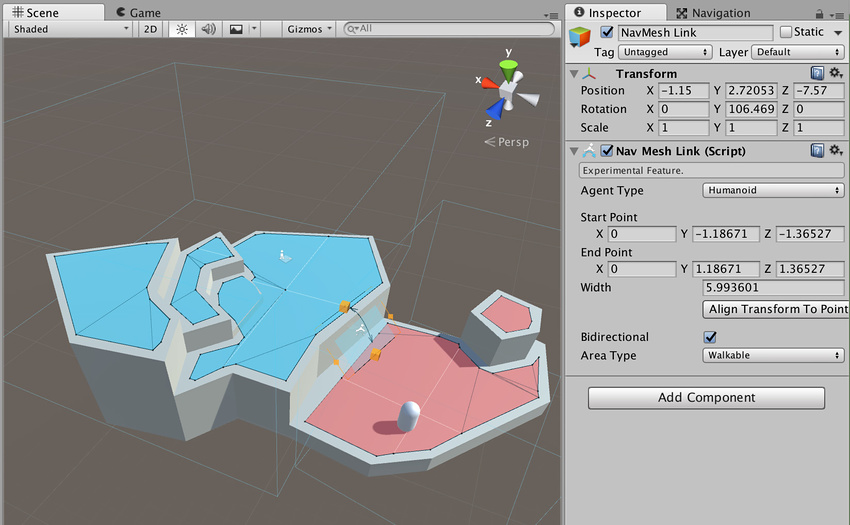 Scene
Game
Shaded
2D
Gizmos
All
y
x
z
Persp
Inspector
Navigation
NavMesh Link
Static
Tag Untagged Layer Default
Transform
Position X -1.15 Y 2.72053 Z -7.57
Rotation X 0 Y 106.469 Z 0
Scale X 1 Y 1 Z 1
Nav Mesh Link (Script)
Experimental Feature.
Agent Type Humanoid
Start Point
X 0 Y -1.18671 Z -1.36527
End Point
X 0 Y 1.18671 Z 1.36527
Width 5.993601
Align Transform To Point
Bidirectional
Area Type Walkable
Add Component